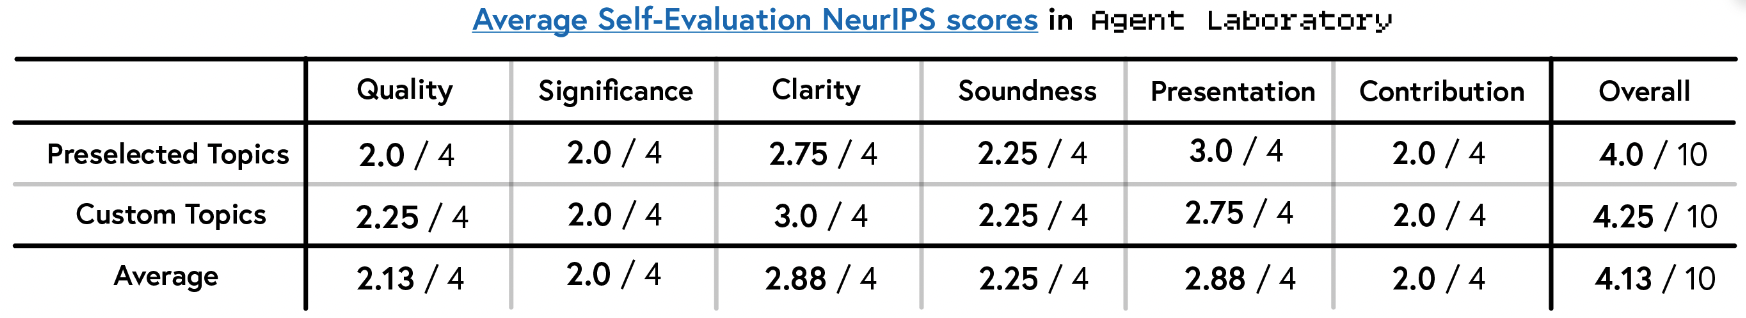 Average Self-Evaluation NeurIPS scores in Agent Laboratory
Quality Significance Clarity Soundness Presentation Contribution Overall
Preselected Topics 2.0 / 4 2.0 / 4 2.75 / 4 2.25 / 4 3.0 / 4 2.0 / 4 4.0 / 10
Custom Topics 2.25 / 4 2.0 / 4 3.0 / 4 2.25 / 4 2.75 / 4 2.0 / 4 4.25 / 10
Average 2.13 / 4 2.0 / 4 2.88 / 4 2.25 / 4 2.88 / 4 2.0 / 4 4.13 / 10